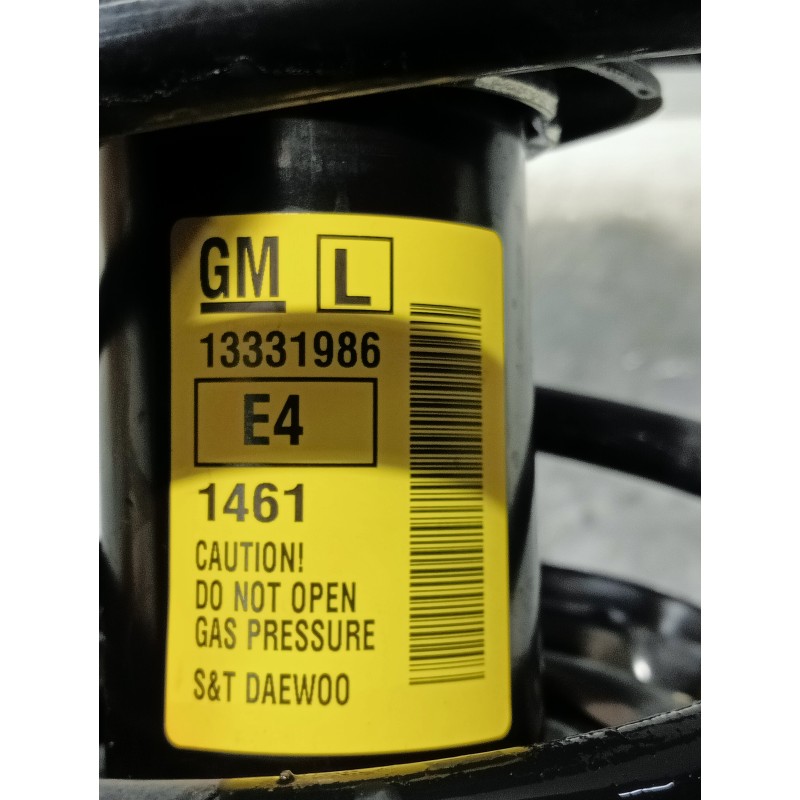 GM L
13331986
E4
1461
CAUTION!
DO NOT OPEN
GAS PRESSURE
S&T DAEWOO